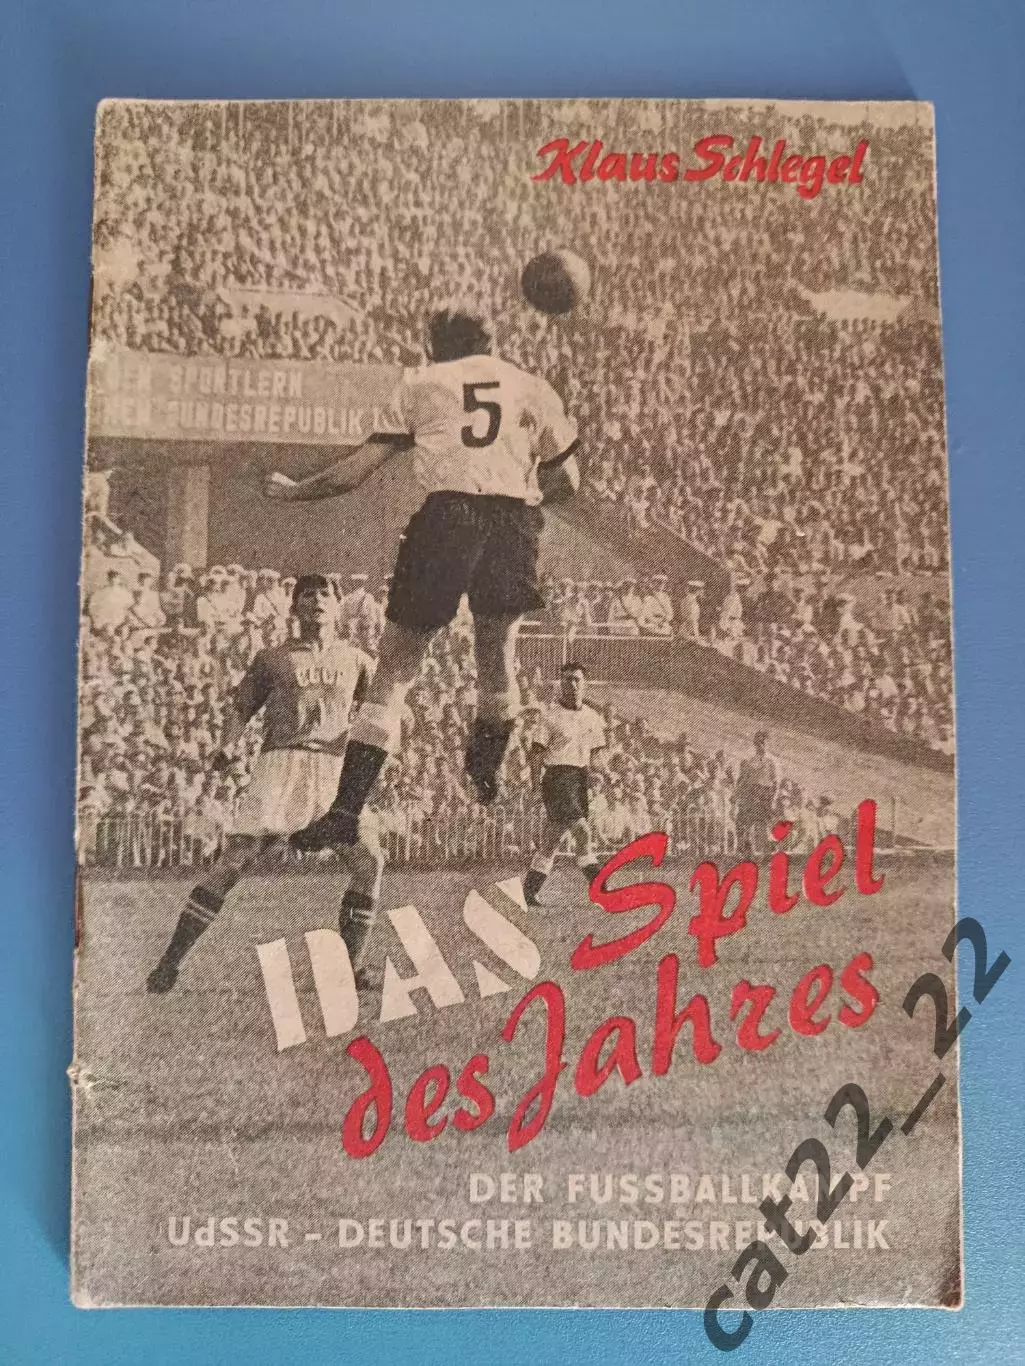 Klaus Schlegel
SPORTLERN
BUNDESREPUBLIK!
5
CCCP
DAS Spiel
des Jahres
DER FUSSBALLKAMPF
UdSSR – DEUTSCHE BUNDESREPUBLIK
cat22_22